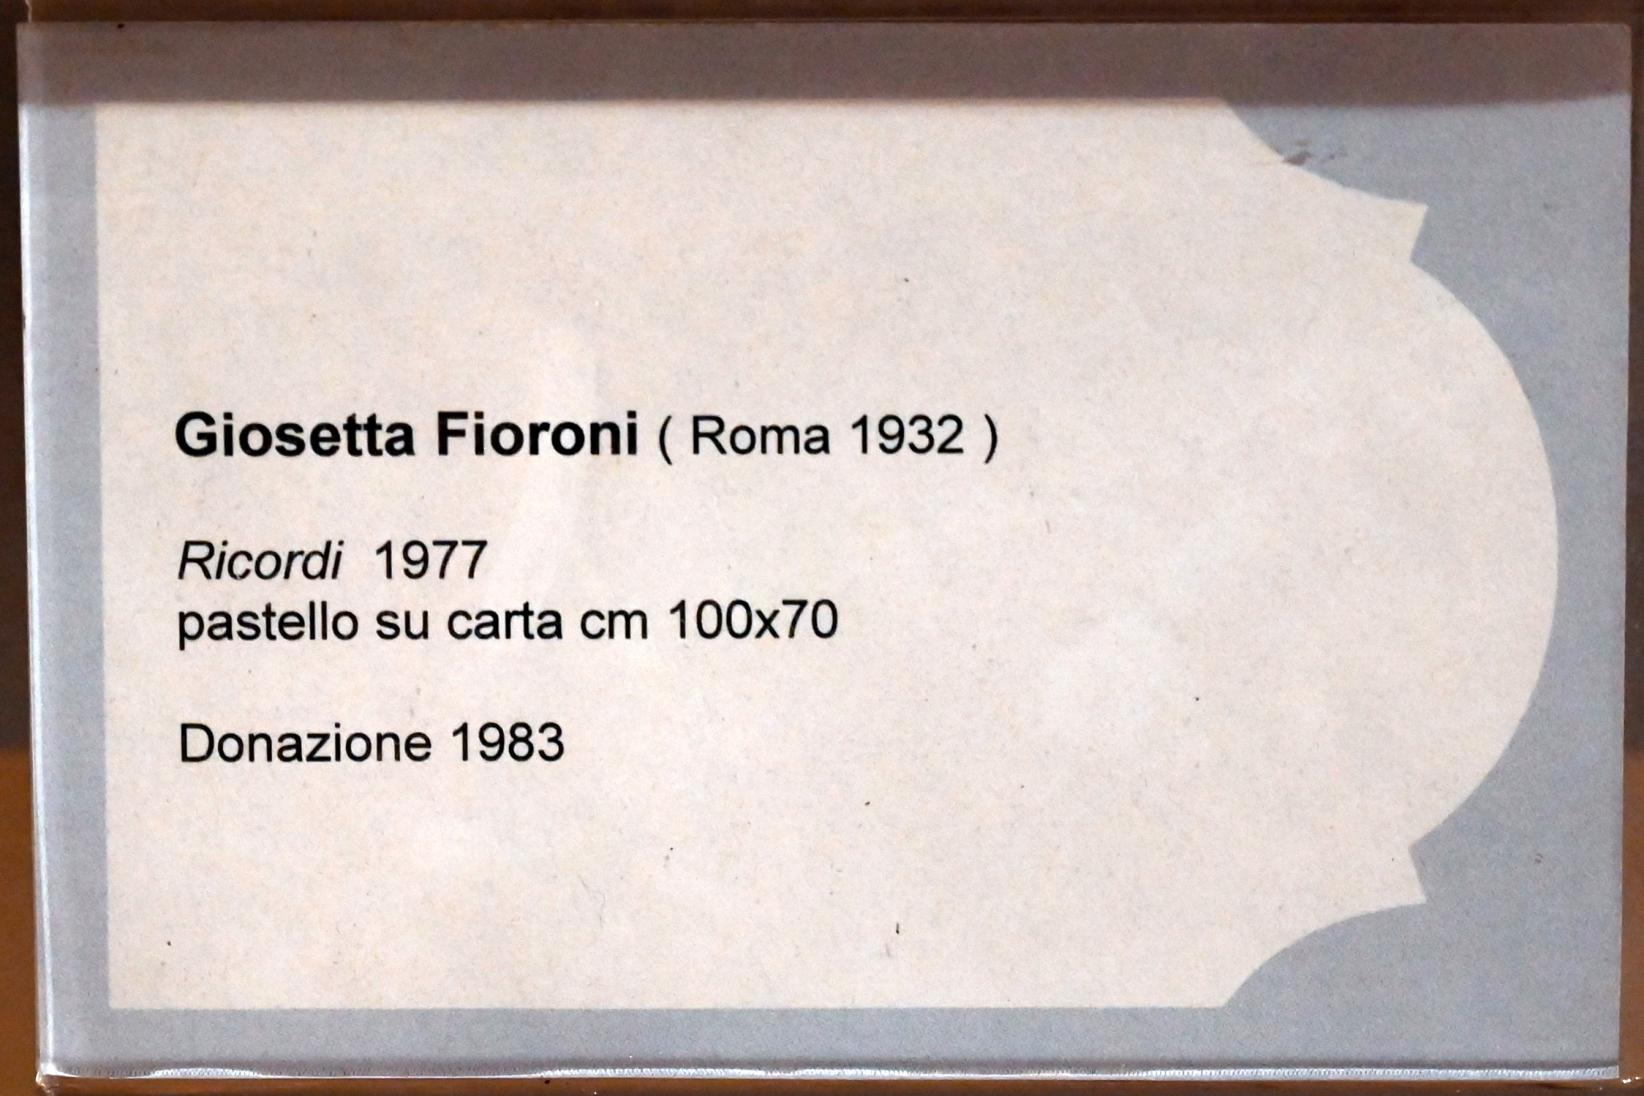 Giosetta Fioroni ( Roma 1932 )
Ricordi 1977
pastello su carta cm 100x70
Donazione 1983